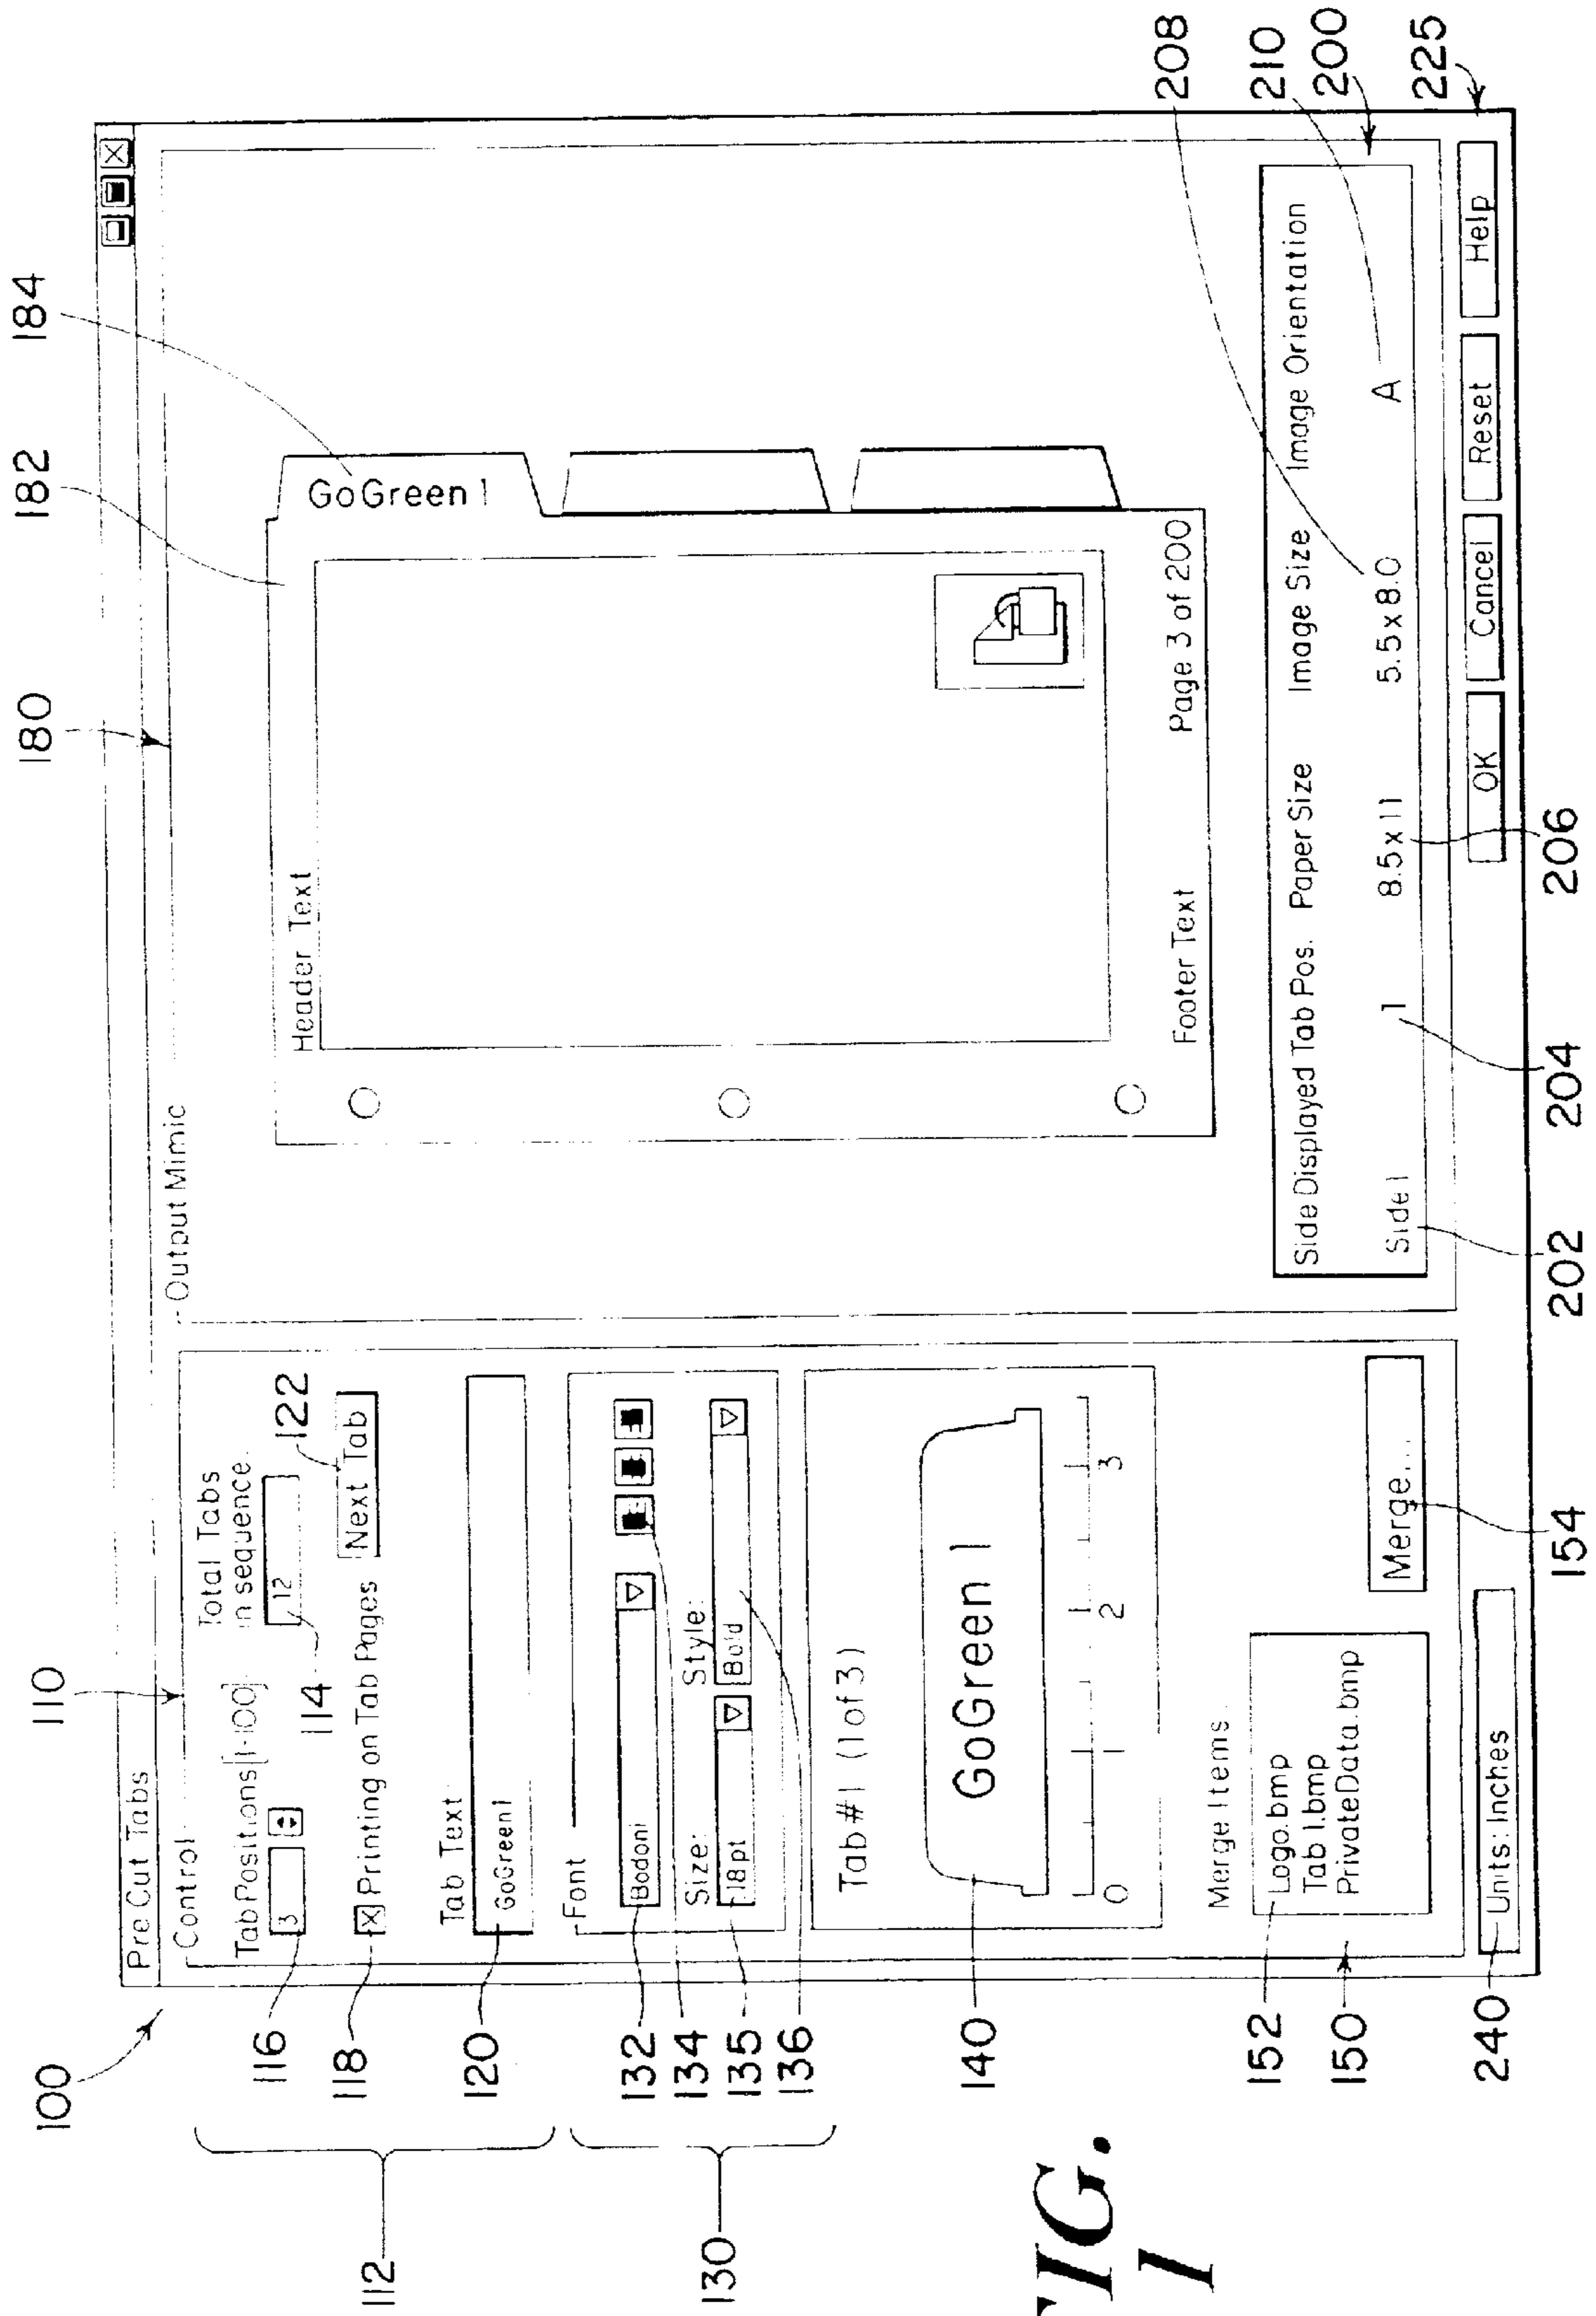 100
110
180
182
184
Pre Cut Tabs
Control
Tab Positions [1-100]
Total Tabs
in sequence
3
12
114
122
X Printing on Tab Pages
Next Tab
Tab Text
GoGreen1
Font
Bodoni
Size:
Style:
18pt
Bold
Tab #1 (1 of 3)
GoGreen 1
0 1 2 3
Merge Items
Logo.bmp
Tab 1.bmp
PrivateData.bmp
Merge...
Units: Inches
112
116
118
120
130
132
134
135
136
140
152
150
240
154
Output Mimic
Header Text
GoGreen 1
Footer Text
Page 3 of 200
Side Displayed Tab Pos. Paper Size Image Size Image Orientation
Side 1 1 8.5x11 5.5x8.0 A
OK Cancel Reset Help
208
210
200
225
202
204
206
FIG.
1